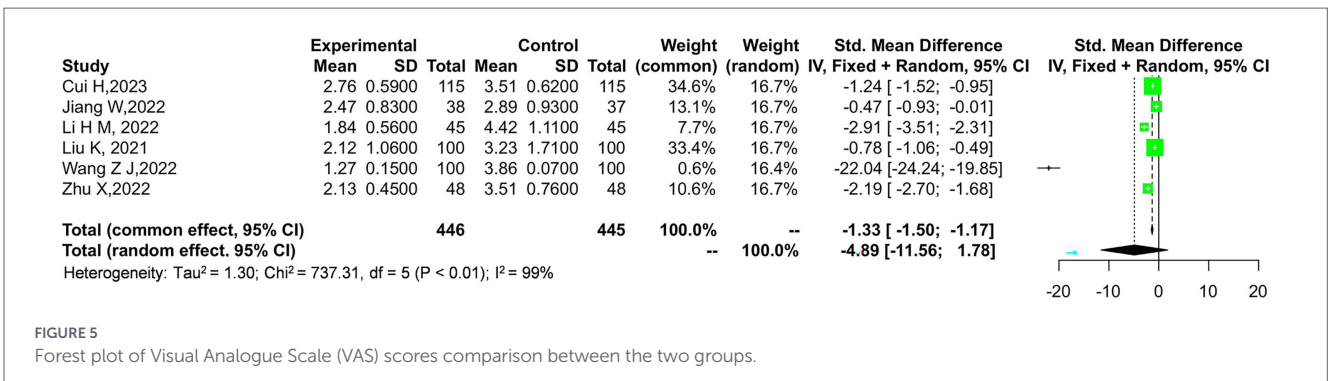 Experimental Control Weight Weight Std. Mean Difference Std. Mean Difference
Study Mean SD Total Mean SD Total (common) (random) IV, Fixed + Random, 95% CI IV, Fixed + Random, 95% CI
Cui H,2023 2.76 0.5900 115 3.51 0.6200 115 34.6% 16.7% -1.24 [ -1.52; -0.95]
Jiang W,2022 2.47 0.8300 38 2.89 0.9300 37 13.1% 16.7% -0.47 [ -0.93; -0.01]
Li H M, 2022 1.84 0.5600 45 4.42 1.1100 45 7.7% 16.7% -2.91 [ -3.51; -2.31]
Liu K, 2021 2.12 1.0600 100 3.23 1.7100 100 33.4% 16.7% -0.78 [ -1.06; -0.49]
Wang Z J,2022 1.27 0.1500 100 3.86 0.0700 100 0.6% 16.4% -22.04 [-24.24; -19.85]
Zhu X,2022 2.13 0.4500 48 3.51 0.7600 48 10.6% 16.7% -2.19 [ -2.70; -1.68]
Total (common effect, 95% CI) 446 445 100.0% -- -1.33 [ -1.50; -1.17]
Total (random effect, 95% CI) -- 100.0% -4.89 [-11.56; 1.78]
Heterogeneity: Tau² = 1.30; Chi² = 737.31, df = 5 (P < 0.01); I² = 99%
-20 -10 0 10 20
FIGURE 5
Forest plot of Visual Analogue Scale (VAS) scores comparison between the two groups.